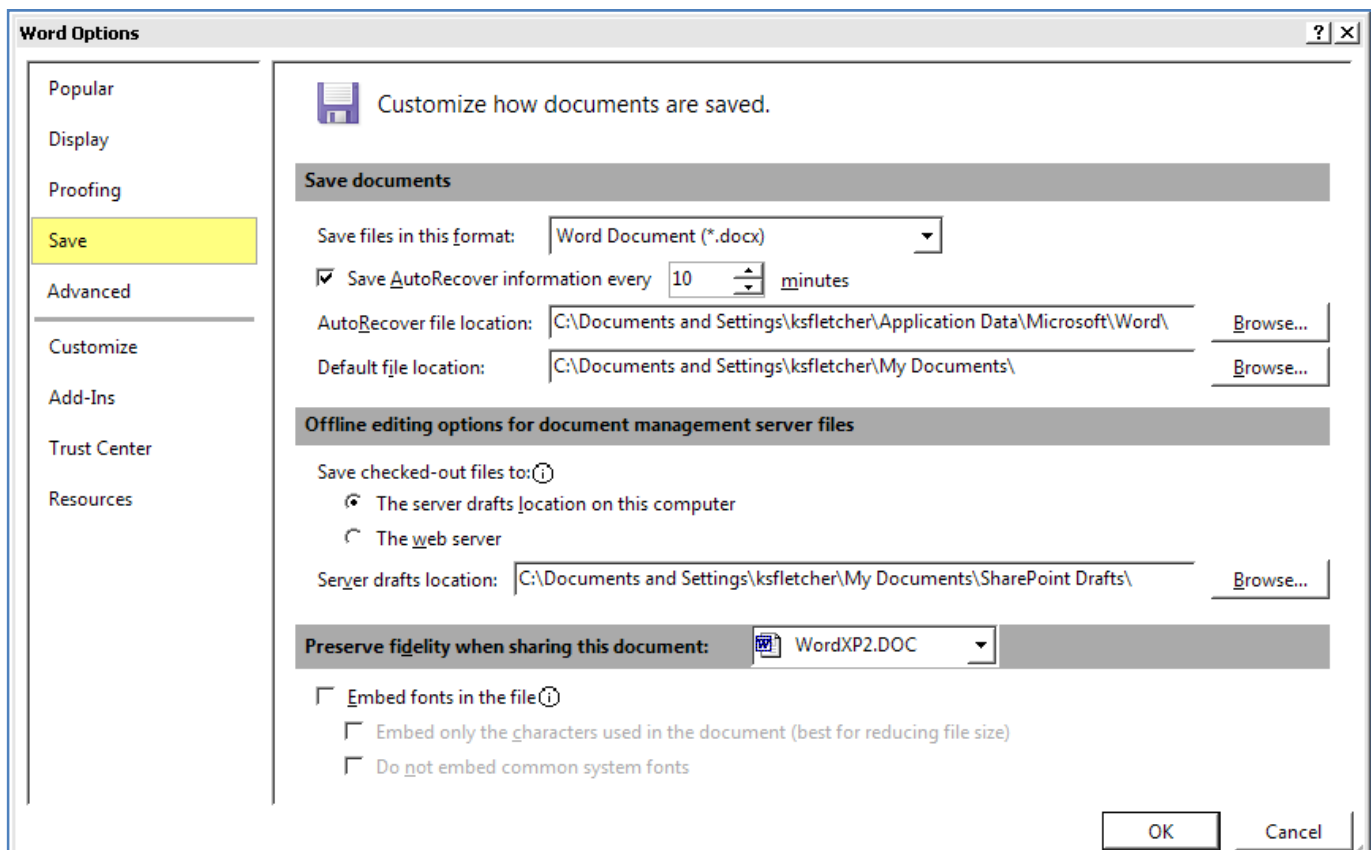 Word Options
Popular
Display
Proofing
Save
Advanced
Customize
Add-Ins
Trust Center
Resources
Customize how documents are saved.
Save documents
Save files in this format: Word Document (*.docx)
Save AutoRecover information every 10 minutes
AutoRecover file location: C:\Documents and Settings\ksfletcher\Application Data\Microsoft\Word\ Browse...
Default file location: C:\Documents and Settings\ksfletcher\My Documents\ Browse...
Offline editing options for document management server files
Save checked-out files to:
The server drafts location on this computer
The web server
Server drafts location: C:\Documents and Settings\ksfletcher\My Documents\SharePoint Drafts\ Browse...
Preserve fidelity when sharing this document: WordXP2.DOC
Embed fonts in the file
Embed only the characters used in the document (best for reducing file size)
Do not embed common system fonts
OK Cancel